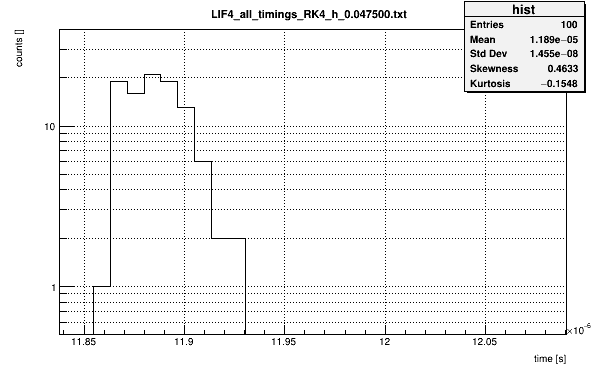 LIF4_all_timings_RK4_h_0.047500.txt
hist
Entries 100
Mean 1.189e−05
Std Dev 1.455e−08
Skewness 0.4633
Kurtosis −0.1548
counts []
10
1
11.85 11.9 11.95 12 12.05
×10⁻⁶
time [s]